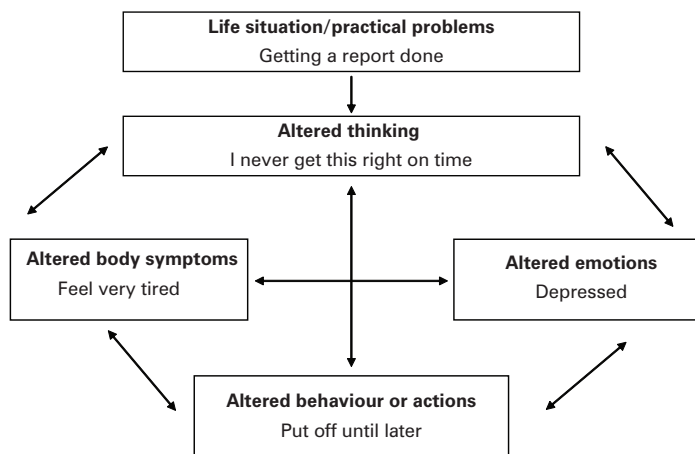 Life situation/practical problems
Getting a report done
Altered thinking
I never get this right on time
Altered body symptoms
Feel very tired
Altered emotions
Depressed
Altered behaviour or actions
Put off until later